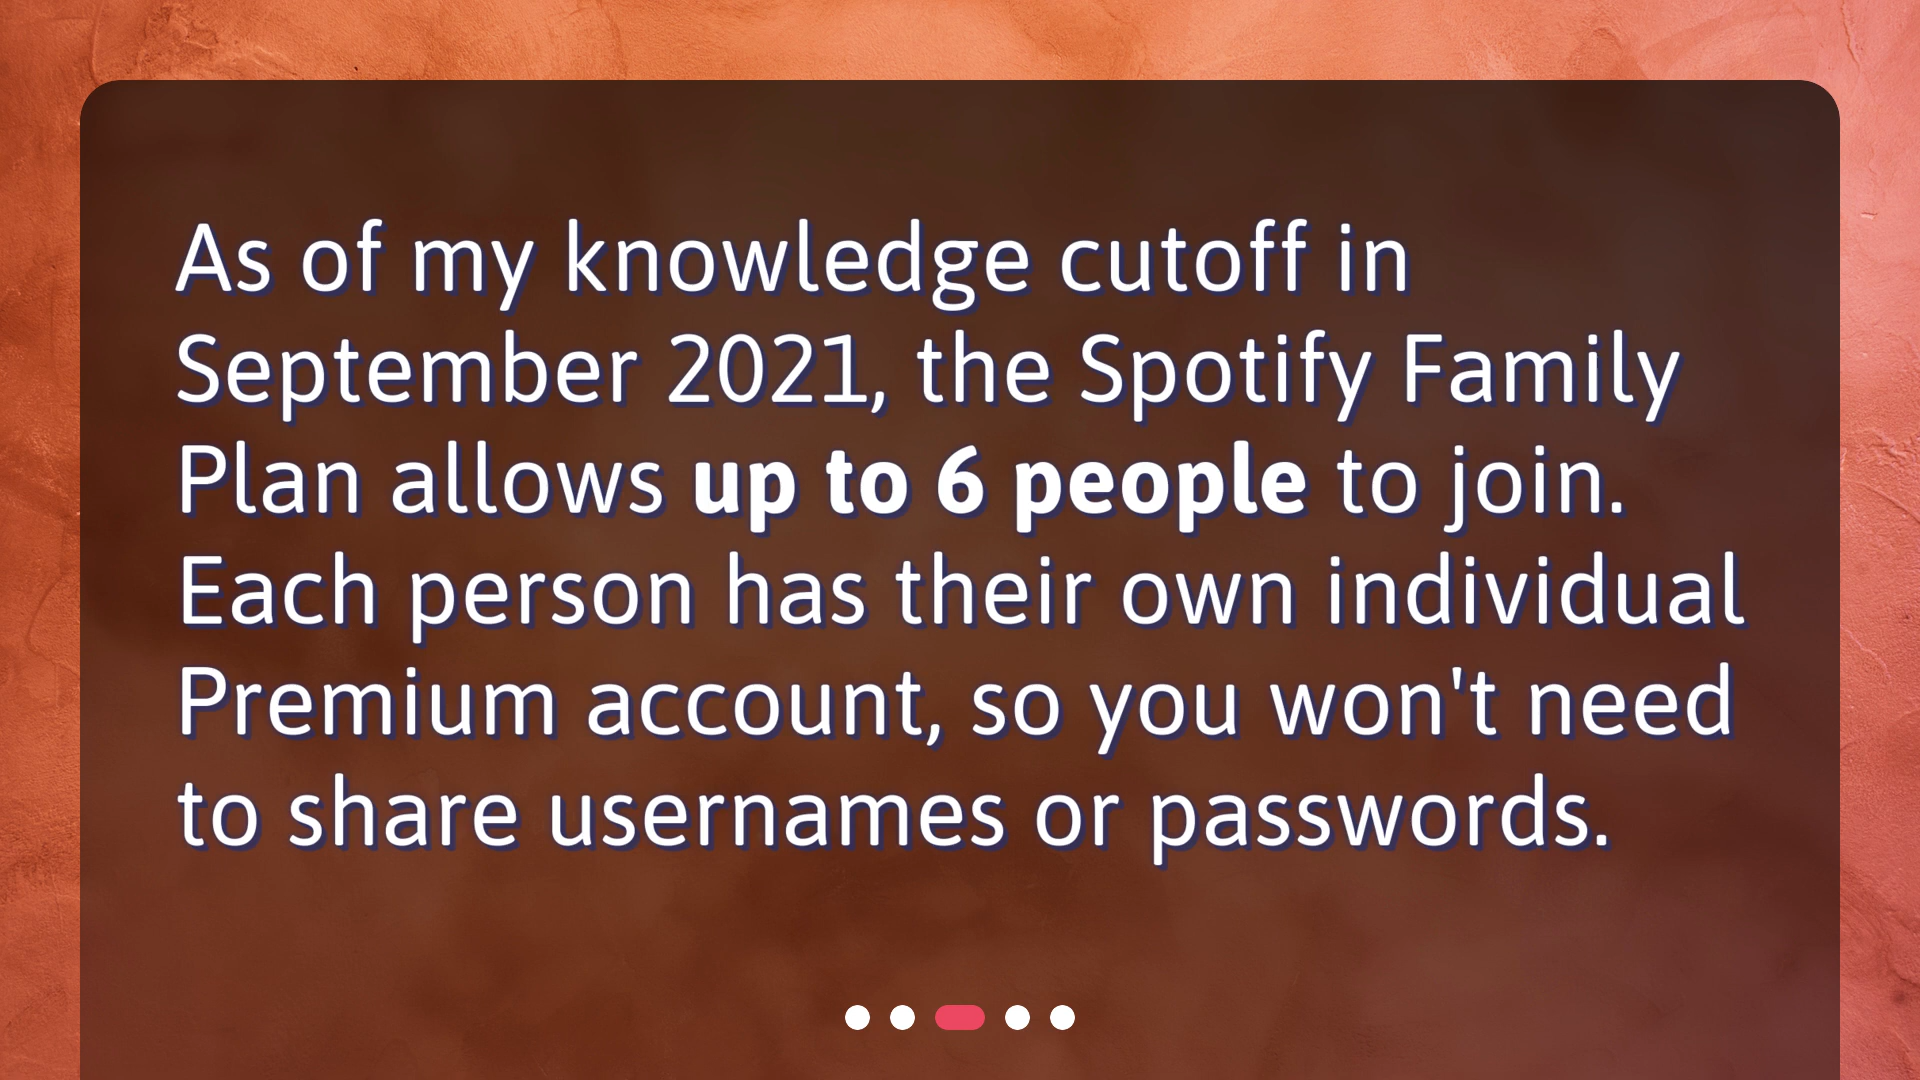 As of my knowledge cutoff in
September 2021, the Spotify Family
Plan allows up to 6 people to join.
Each person has their own individual
Premium account, so you won't need
to share usernames or passwords.